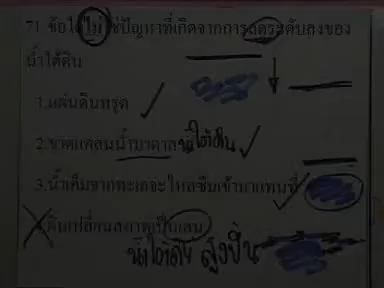 71 ข้อใดไม่ใช่ปัญหาที่เกิดจากการลดระดับลงของ
น้ำใต้ดิน
1.แผ่นดินทรุด
2.ขาดแคลนน้ำบาดาล น้ำใต้ดิน
3.น้ำเค็มจากทะเลจะไหลซึมเข้ามาแทนที่
ดินเปลี่ยนสภาพเป็นเลน
น้ำใต้ดิน สูงขึ้น